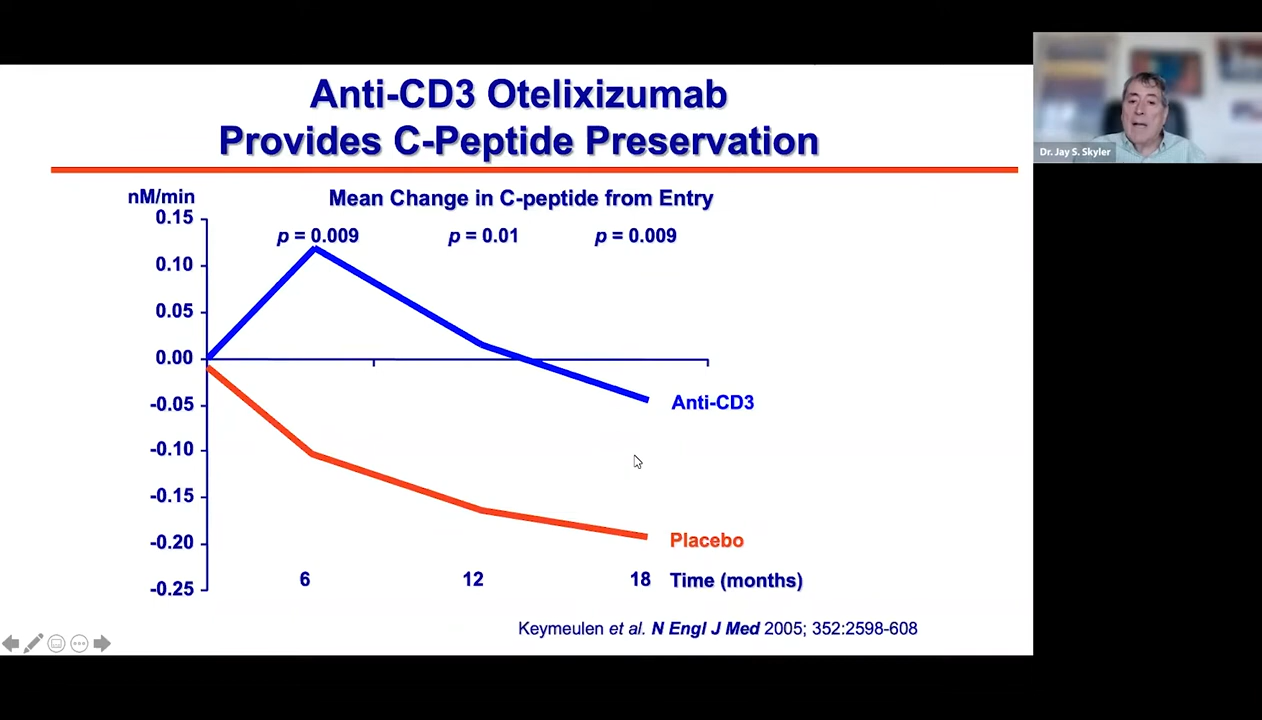 Anti-CD3 Otelixizumab
Provides C-Peptide Preservation
Dr. Jay S. Skyler
nM/min
Mean Change in C-peptide from Entry
0.15
p = 0.009 p = 0.01 p = 0.009
0.10
0.05
0.00
-0.05
Anti-CD3
-0.10
-0.15
-0.20
Placebo
-0.25
6 12 18 Time (months)
Keymeulen et al. N Engl J Med 2005; 352:2598-608